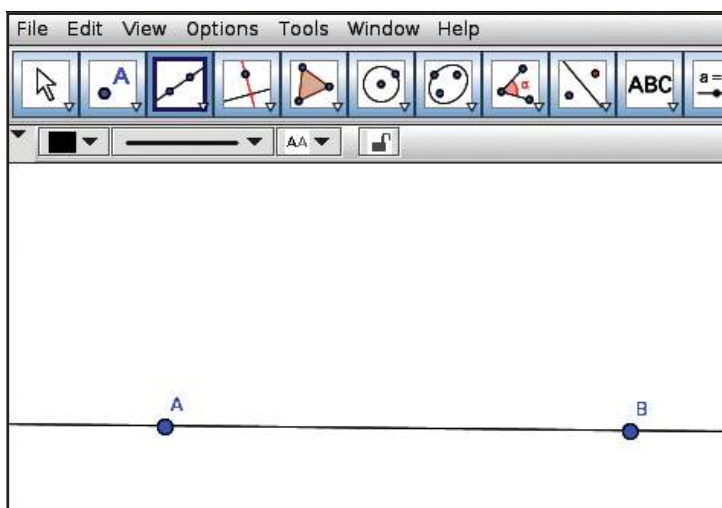 File Edit View Options Tools Window Help
A ABC a=
α
AA
A
B